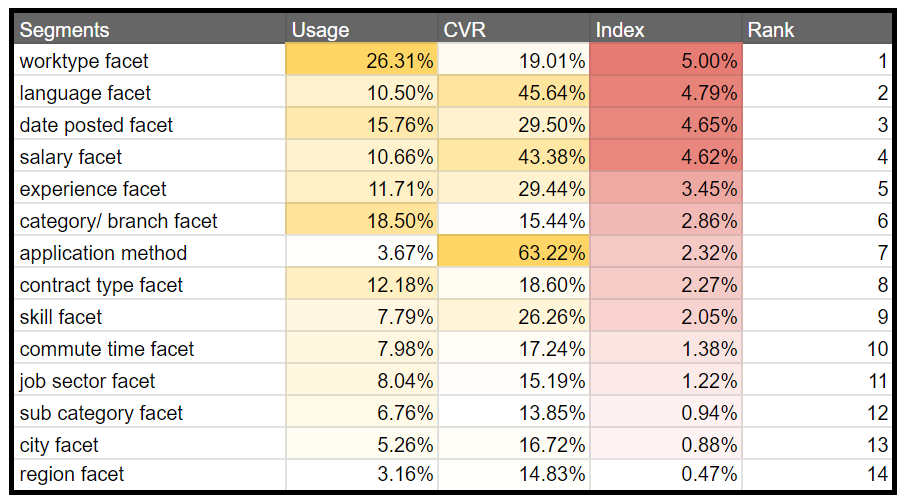 Segments Usage CVR Index Rank
worktype facet 26.31% 19.01% 5.00% 1
language facet 10.50% 45.64% 4.79% 2
date posted facet 15.76% 29.50% 4.65% 3
salary facet 10.66% 43.38% 4.62% 4
experience facet 11.71% 29.44% 3.45% 5
category/ branch facet 18.50% 15.44% 2.86% 6
application method 3.67% 63.22% 2.32% 7
contract type facet 12.18% 18.60% 2.27% 8
skill facet 7.79% 26.26% 2.05% 9
commute time facet 7.98% 17.24% 1.38% 10
job sector facet 8.04% 15.19% 1.22% 11
sub category facet 6.76% 13.85% 0.94% 12
city facet 5.26% 16.72% 0.88% 13
region facet 3.16% 14.83% 0.47% 14